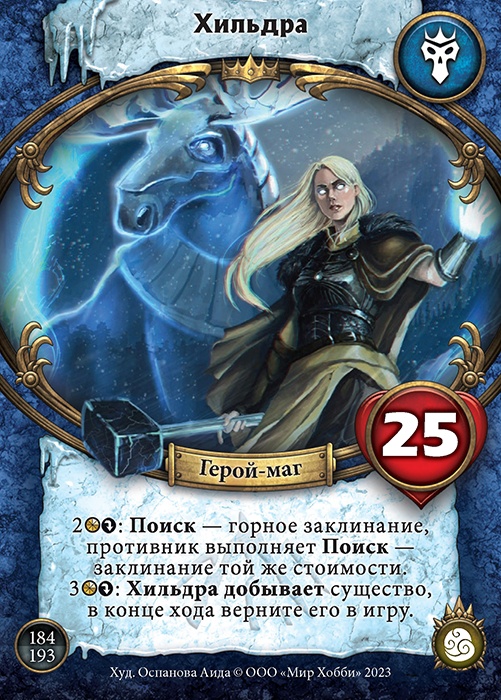 Хильдра
25
Герой-маг
2: Поиск — горное заклинание,
противник выполняет Поиск —
заклинание той же стоимости.
3: Хильдра добывает существо,
в конце хода верните его в игру.
184
193
Худ. Оспанова Аида © ООО «Мир Хобби» 2023